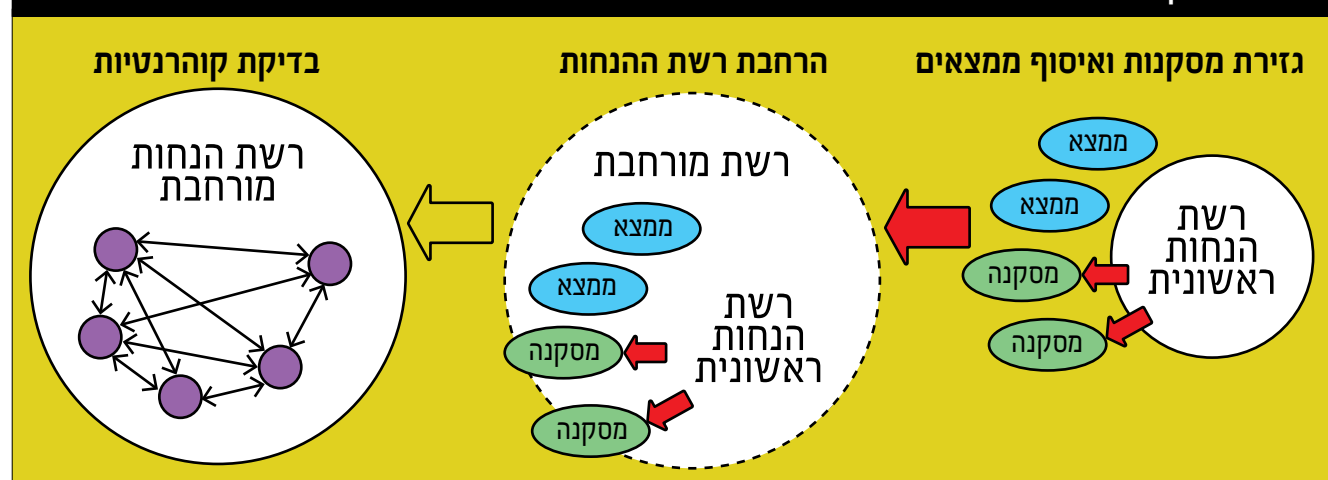 גזירת מסקנות ואיסוף ממצאים
ממצא
ממצא
מסקנה
מסקנה
רשת
הנחות
ראשונית
הרחבת רשת ההנחות
רשת מורחבת
ממצא
ממצא
מסקנה
מסקנה
רשת
הנחות
ראשונית
בדיקת קוהרנטיות
רשת הנחות
מורחבת